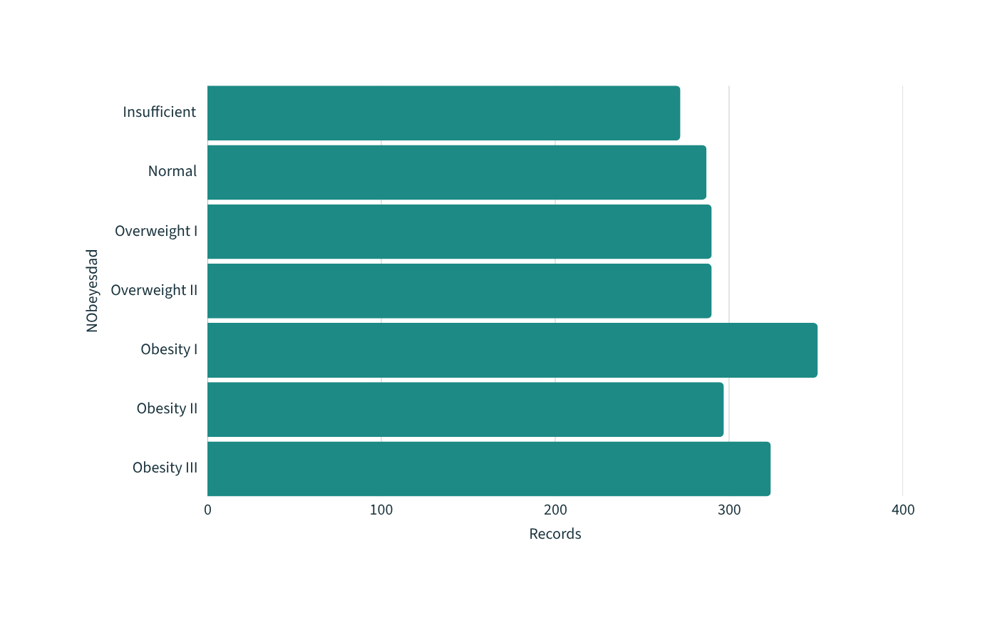 Insufficient
Normal
Overweight I
Overweight II
Obesity I
Obesity II
Obesity III
NObeyesdad
0 100 200 300 400
Records